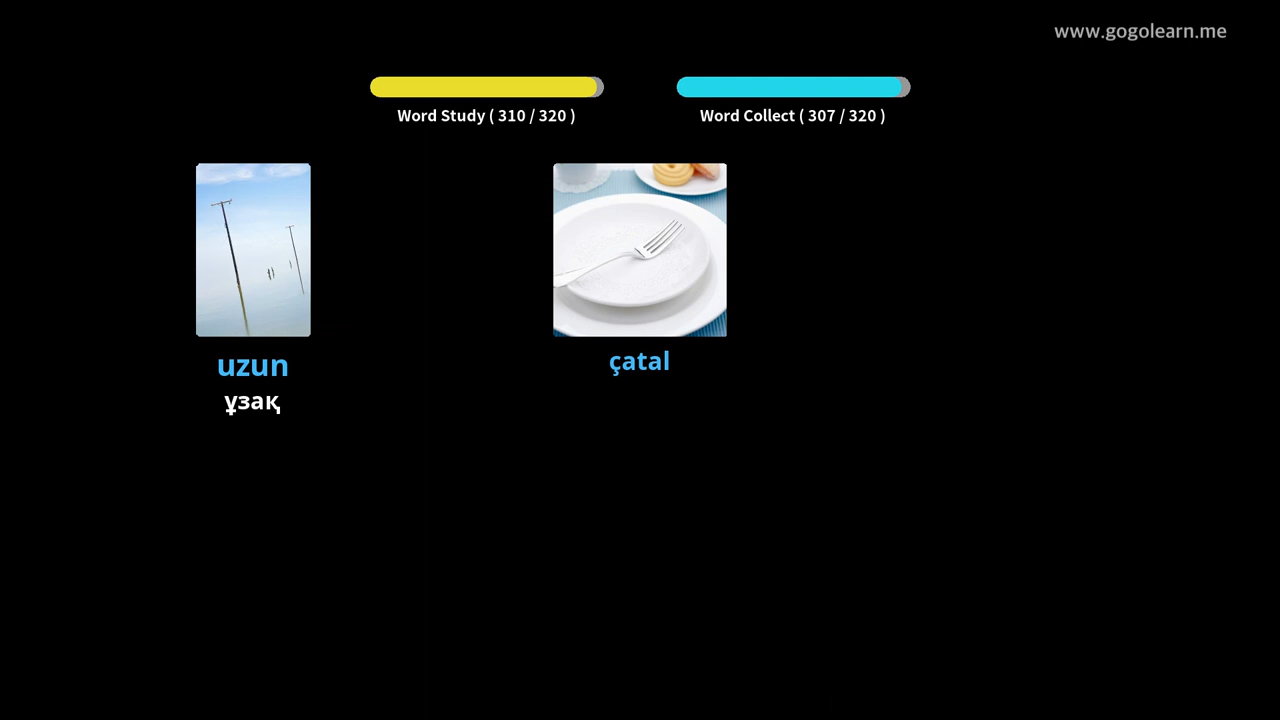 www.gogolearn.me
Word Study ( 310 / 320 )
Word Collect ( 307 / 320 )
uzun
ұзақ
çatal